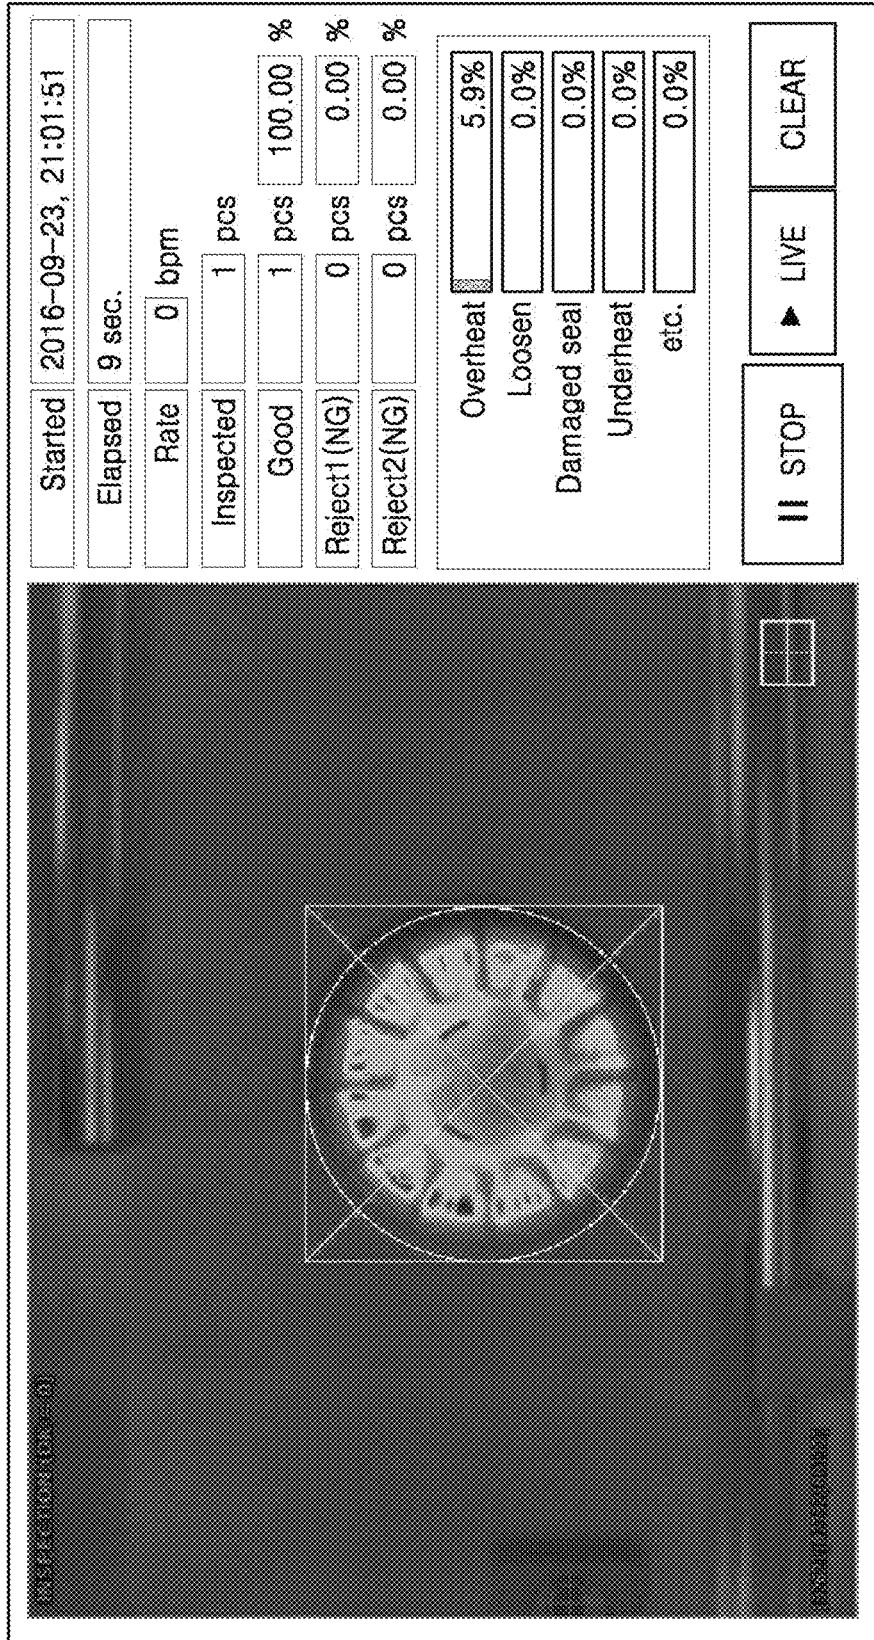 Started 2016-09-23, 21:01:51
Elapsed 9 sec.
Rate 0 bpm
Inspected 1 pcs
Good 1 pcs 100.00 %
Reject1(NG) 0 pcs 0.00 %
Reject2(NG) 0 pcs 0.00 %
Overheat 5.9%
Loosen 0.0%
Damaged seal 0.0%
Underheat 0.0%
etc. 0.0%
STOP
LIVE
CLEAR